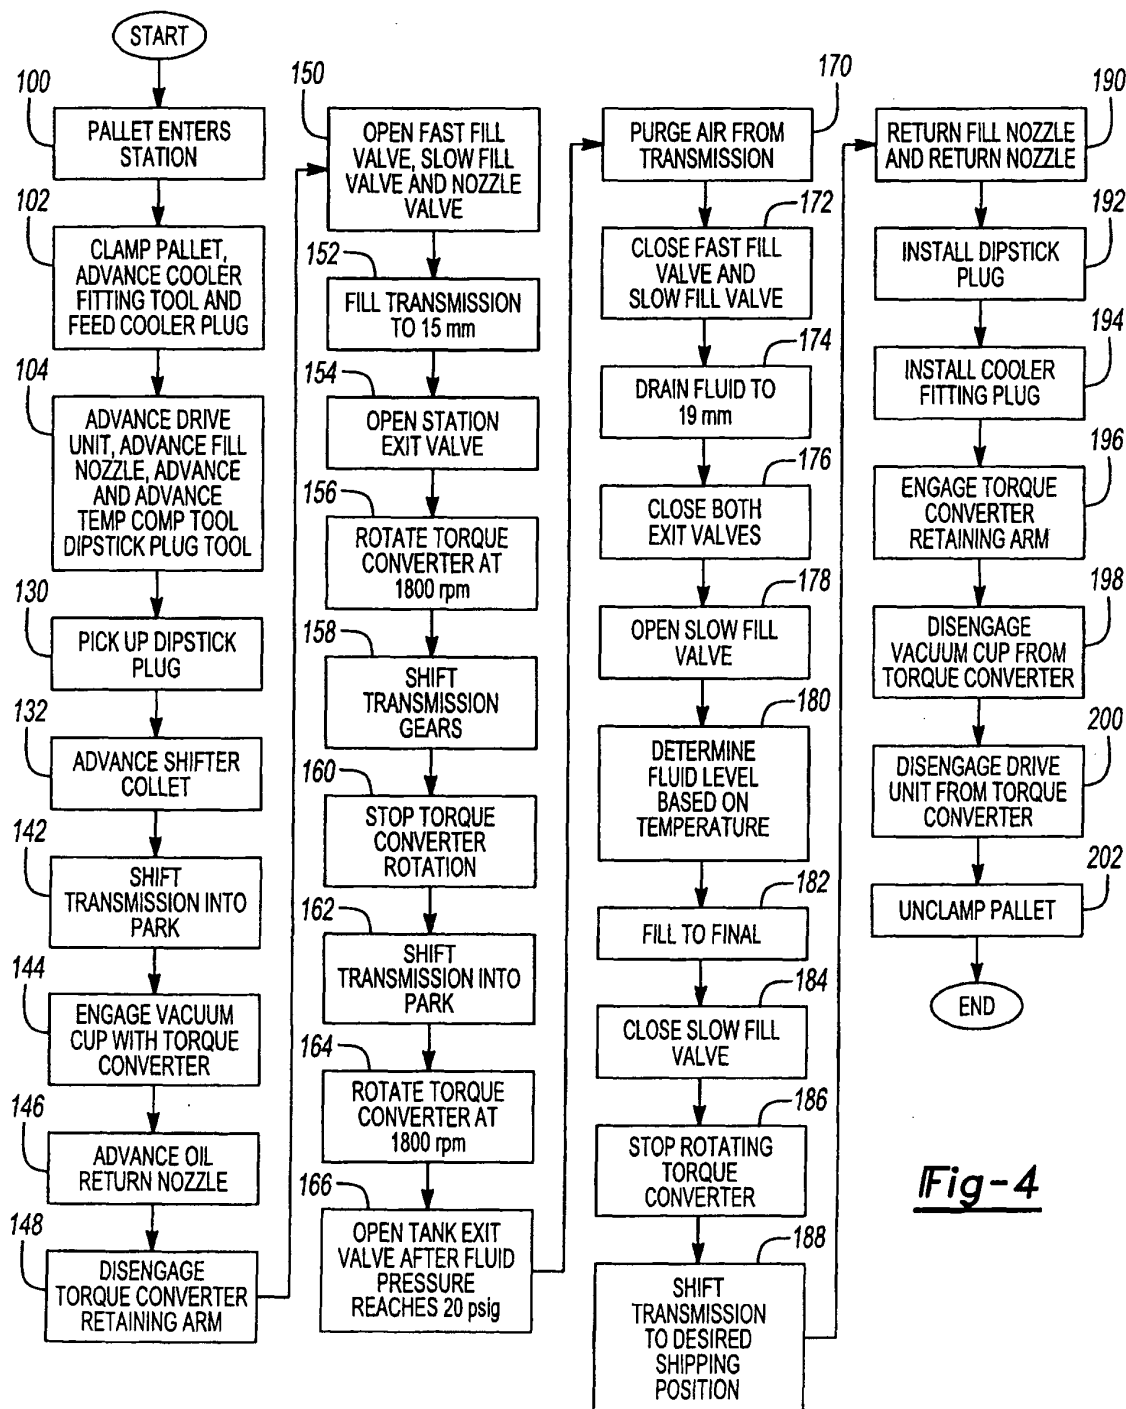 START
100
PALLET ENTERS
STATION
102
CLAMP PALLET,
ADVANCE COOLER
FITTING TOOL AND
FEED COOLER PLUG
104
ADVANCE DRIVE
UNIT, ADVANCE FILL
NOZZLE, ADVANCE
AND ADVANCE
TEMP COMP TOOL
DIPSTICK PLUG TOOL
130
PICK UP DIPSTICK
PLUG
132
ADVANCE SHIFTER
COLLET
142
SHIFT
TRANSMISSION INTO
PARK
144
ENGAGE VACUUM
CUP WITH TORQUE
CONVERTER
146
ADVANCE OIL
RETURN NOZZLE
148
DISENGAGE
TORQUE CONVERTER
RETAINING ARM
150
OPEN FAST FILL
VALVE, SLOW FILL
VALVE AND NOZZLE
VALVE
152
FILL TRANSMISSION
TO 15 mm
154
OPEN STATION
EXIT VALVE
156
ROTATE TORQUE
CONVERTER AT
1800 rpm
158
SHIFT
TRANSMISSION
GEARS
160
STOP TORQUE
CONVERTER
ROTATION
162
SHIFT
TRANSMISSION INTO
PARK
164
ROTATE TORQUE
CONVERTER AT
1800 rpm
166
OPEN TANK EXIT
VALVE AFTER FLUID
PRESSURE
REACHES 20 psig
170
PURGE AIR FROM
TRANSMISSION
172
CLOSE FAST FILL
VALVE AND
SLOW FILL VALVE
174
DRAIN FLUID TO
19 mm
176
CLOSE BOTH
EXIT VALVES
178
OPEN SLOW FILL
VALVE
180
DETERMINE
FLUID LEVEL
BASED ON
TEMPERATURE
182
FILL TO FINAL
184
CLOSE SLOW FILL
VALVE
186
STOP ROTATING
TORQUE
CONVERTER
188
SHIFT
TRANSMISSION
TO DESIRED
SHIPPING
POSITION
190
RETURN FILL NOZZLE
AND RETURN NOZZLE
192
INSTALL DIPSTICK
PLUG
194
INSTALL COOLER
FITTING PLUG
196
ENGAGE TORQUE
CONVERTER
RETAINING ARM
198
DISENGAGE
VACUUM CUP FROM
TORQUE CONVERTER
200
DISENGAGE DRIVE
UNIT FROM TORQUE
CONVERTER
202
UNCLAMP PALLET
END
Fig-4